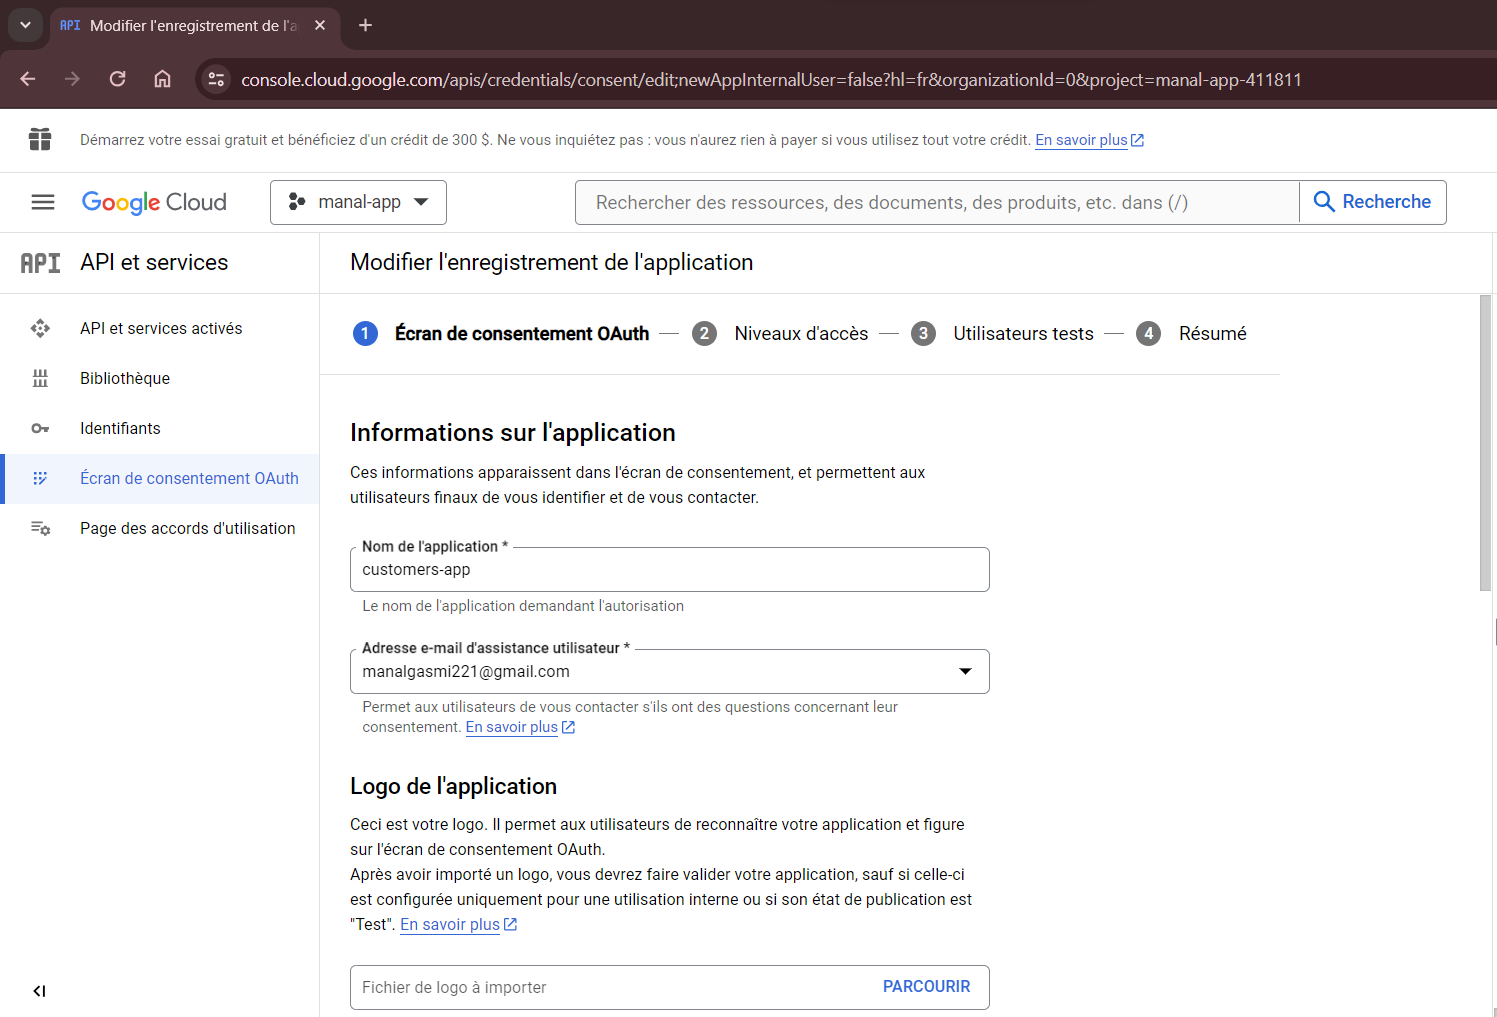 API Modifier l'enregistrement de l'a
console.cloud.google.com/apis/credentials/consent/edit;newAppInternalUser=false?hl=fr&organizationId=0&project=manal-app-411811
Démarrez votre essai gratuit et bénéficiez d'un crédit de 300 $. Ne vous inquiétez pas : vous n'aurez rien à payer si vous utilisez tout votre crédit. En savoir plus
Google Cloud
manal-app
Rechercher des ressources, des documents, des produits, etc. dans (/)
Recherche
API API et services
Modifier l'enregistrement de l'application
API et services activés
Bibliothèque
Identifiants
Écran de consentement OAuth
Page des accords d'utilisation
1 Écran de consentement OAuth — 2 Niveaux d'accès — 3 Utilisateurs tests — 4 Résumé
Informations sur l'application
Ces informations apparaissent dans l'écran de consentement, et permettent aux
utilisateurs finaux de vous identifier et de vous contacter.
Nom de l'application *
customers-app
Le nom de l'application demandant l'autorisation
Adresse e-mail d'assistance utilisateur *
manalgasmi221@gmail.com
Permet aux utilisateurs de vous contacter s'ils ont des questions concernant leur
consentement. En savoir plus
Logo de l'application
Ceci est votre logo. Il permet aux utilisateurs de reconnaître votre application et figure
sur l'écran de consentement OAuth.
Après avoir importé un logo, vous devrez faire valider votre application, sauf si celle-ci
est configurée uniquement pour une utilisation interne ou si son état de publication est
"Test". En savoir plus
Fichier de logo à importer
PARCOURIR